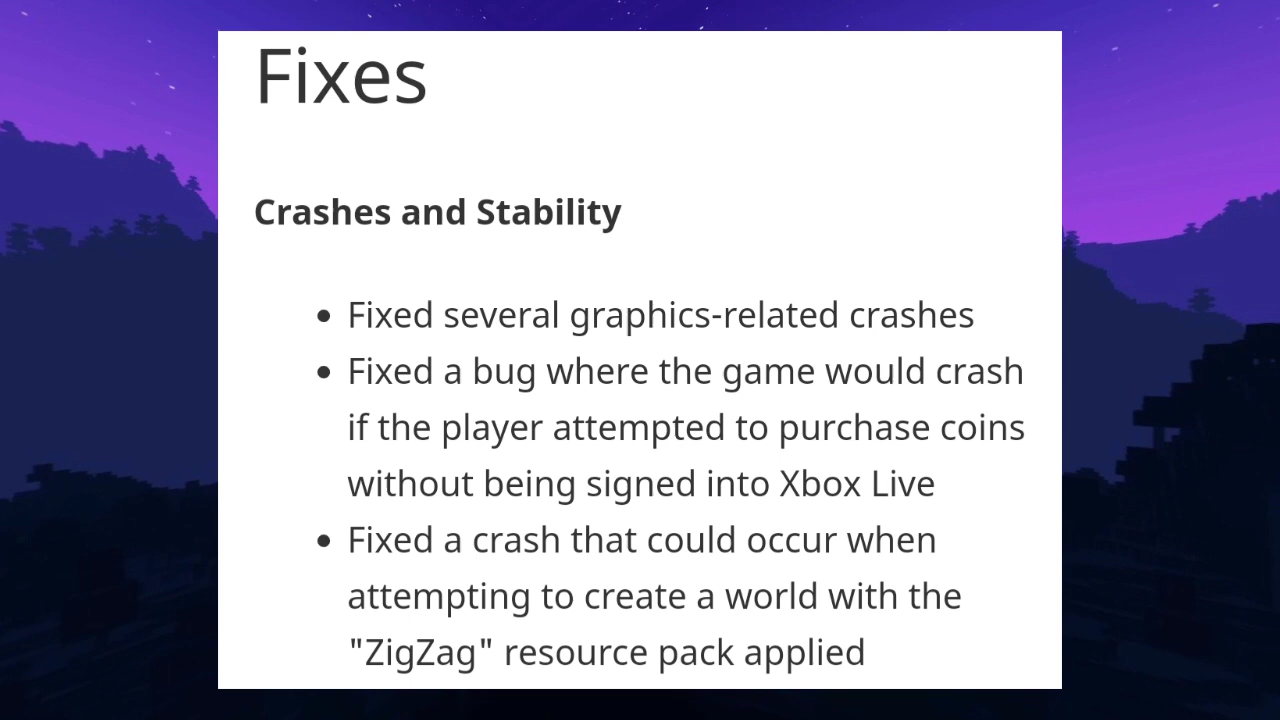 Fixes
Crashes and Stability
• Fixed several graphics-related crashes
• Fixed a bug where the game would crash
if the player attempted to purchase coins
without being signed into Xbox Live
• Fixed a crash that could occur when
attempting to create a world with the
"ZigZag" resource pack applied